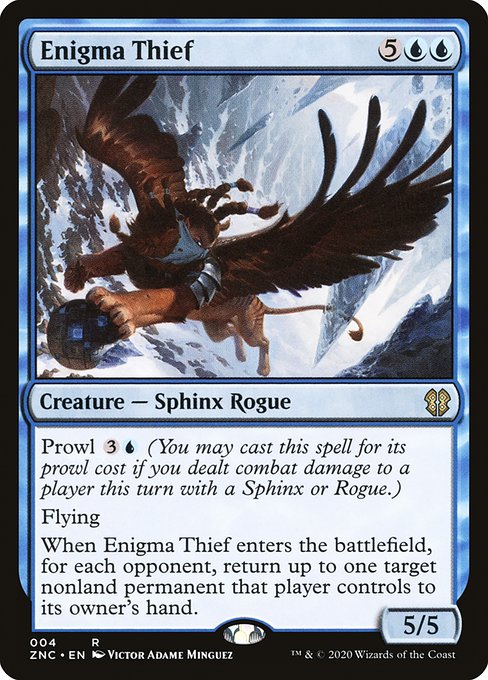 Enigma Thief 5
Creature — Sphinx Rogue
Prowl 3 (You may cast this spell for its
prowl cost if you dealt combat damage to a
player this turn with a Sphinx or Rogue.)
Flying
When Enigma Thief enters the battlefield,
for each opponent, return up to one target
nonland permanent that player controls to
its owner's hand.
5/5
004 R
ZNC • EN Victor Adame Minguez
™ & © 2020 Wizards of the Coast